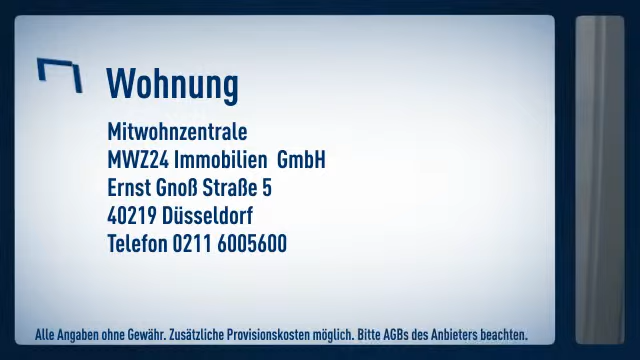 Wohnung
Mitwohnzentrale
MWZ24 Immobilien GmbH
Ernst Gnoß Straße 5
40219 Düsseldorf
Telefon 0211 6005600
Alle Angaben ohne Gewähr. Zusätzliche Provisionskosten möglich. Bitte AGBs des Anbieters beachten.